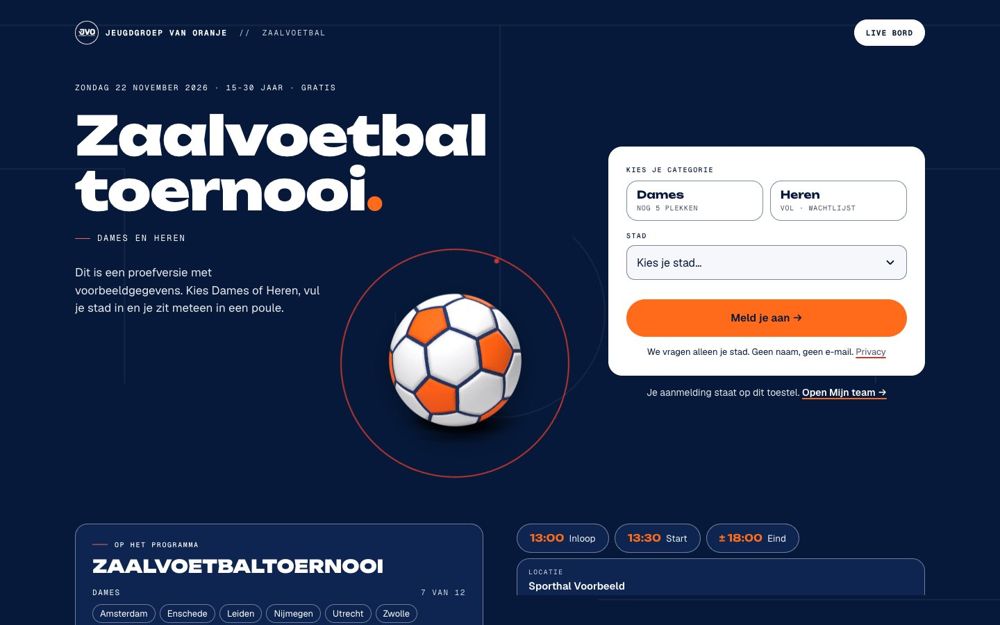 JVO JEUGDGROEP VAN ORANJE // ZAALVOETBAL
LIVE BORD
ZONDAG 22 NOVEMBER 2026 · 15-30 JAAR · GRATIS
Zaalvoetbal
toernooi.
DAMES EN HEREN
Dit is een proefversie met
voorbeeldgegevens. Kies Dames of Heren, vul
je stad in en je zit meteen in een poule.
KIES JE CATEGORIE
Dames
NOG 5 PLEKKEN
Heren
VOL · WACHTLIJST
STAD
Kies je stad...
Meld je aan →
We vragen alleen je stad. Geen naam, geen e-mail. Privacy
Je aanmelding staat op dit toestel. Open Mijn team →
OP HET PROGRAMMA
ZAALVOETBALTOERNOOI
DAMES 7 VAN 12
Amsterdam Enschede Leiden Nijmegen Utrecht Zwolle
13:00 Inloop 13:30 Start ± 18:00 Eind
LOCATIE
Sporthal Voorbeeld